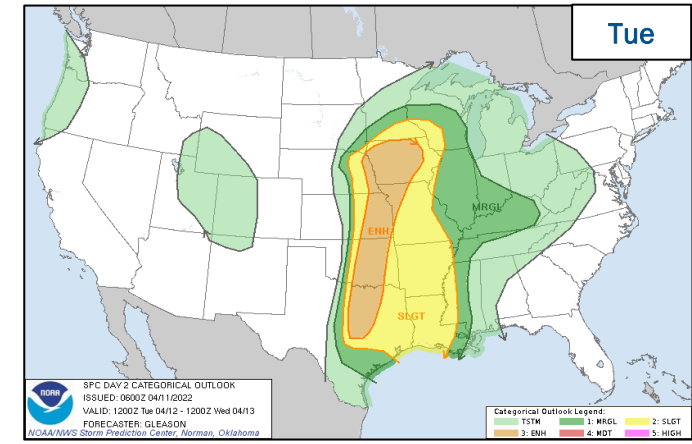 Tue
MRGL
ENH
SLGT
NOAA
SPC DAY 2 CATEGORICAL OUTLOOK
ISSUED: 0600Z 04/11/2022
VALID: 1200Z Tue 04/12 - 1200Z Wed 04/13
FORECASTER: GLEASON
NOAA/NWS Storm Prediction Center, Norman, Oklahoma
Categorical Outlook Legend:
TSTM 1: MRGL 2: SLGT
3: ENH 4: MDT 5: HIGH